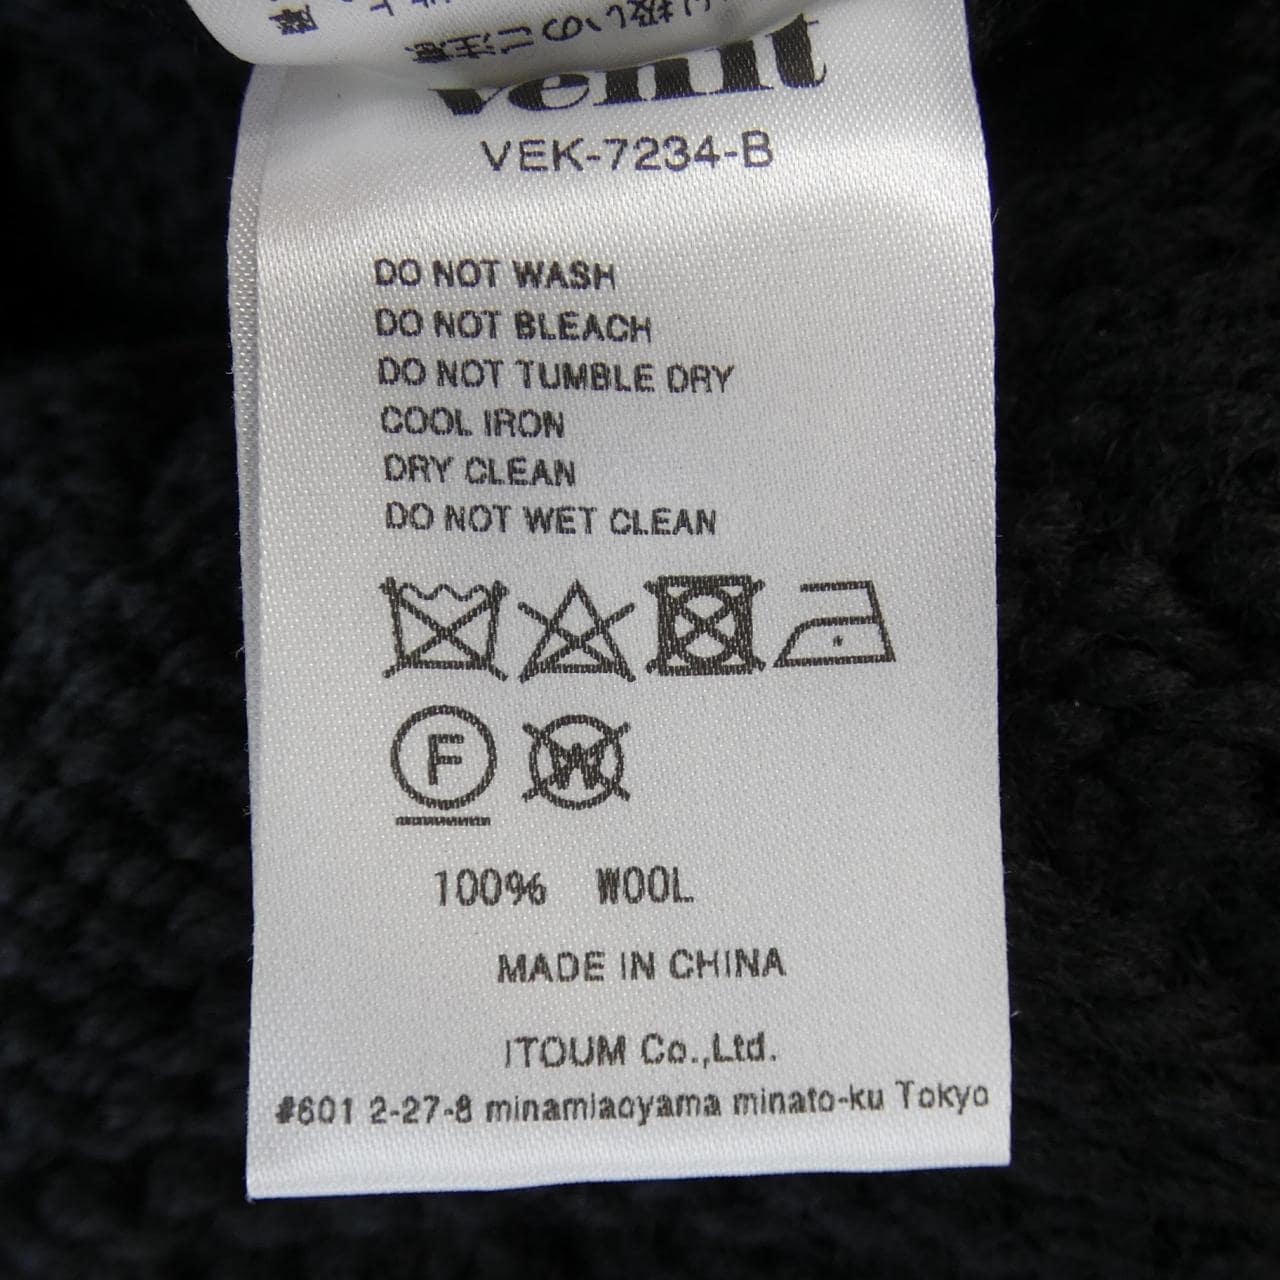 VEK-7234-B
DO NOT WASH
DO NOT BLEACH
DO NOT TUMBLE DRY
COOL IRON
DRY CLEAN
DO NOT WET CLEAN
F
W
100% WOOL
MADE IN CHINA
ITOUM Co.,Ltd.
#601 2-27-8 minamiaoyama minato-ku Tokyo